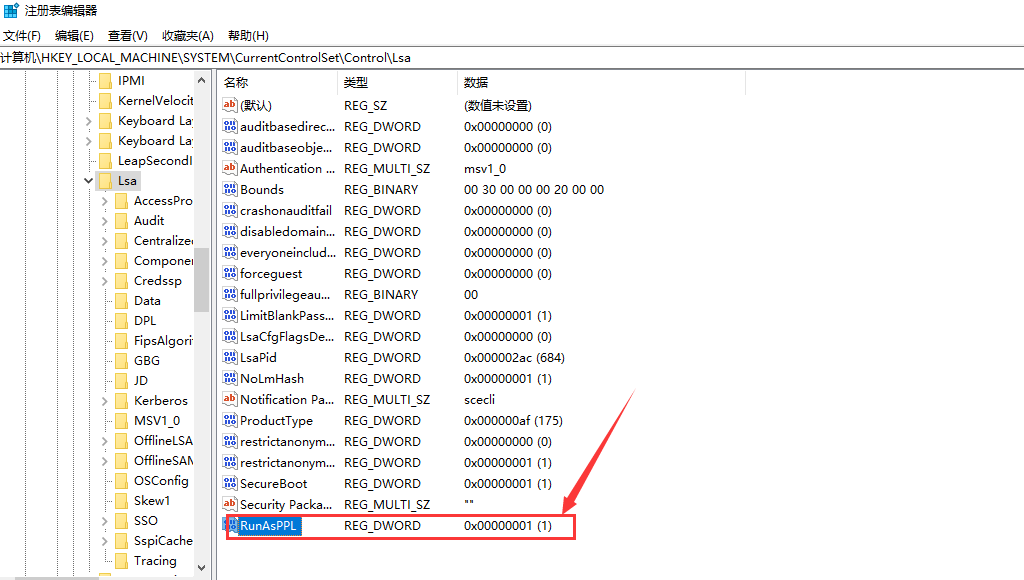 注册表编辑器
文件(F) 编辑(E) 查看(V) 收藏夹(A) 帮助(H)
计算机\HKEY_LOCAL_MACHINE\SYSTEM\CurrentControlSet\Control\Lsa
IPMI
KernelVelocit
Keyboard La
Keyboard La
LeapSecondI
Lsa
AccessPro
Audit
Centralize
Componen
Credssp
Data
DPL
FipsAlgorit
GBG
JD
Kerberos
MSV1_0
OfflineLSA
OfflineSAM
OSConfig
Skew1
SSO
SspiCache
Tracing
名称 类型 数据
(默认) REG_SZ (数值未设置)
auditbasedirec... REG_DWORD 0x00000000 (0)
auditbaseobje... REG_DWORD 0x00000000 (0)
Authentication ... REG_MULTI_SZ msv1_0
Bounds REG_BINARY 00 30 00 00 00 20 00 00
crashonauditfail REG_DWORD 0x00000000 (0)
disabledomain... REG_DWORD 0x00000000 (0)
everyoneinclud... REG_DWORD 0x00000000 (0)
forceguest REG_DWORD 0x00000000 (0)
fullprivilegeau... REG_BINARY 00
LimitBlankPass... REG_DWORD 0x00000001 (1)
LsaCfgFlagsDe... REG_DWORD 0x00000000 (0)
LsaPid REG_DWORD 0x000002ac (684)
NoLmHash REG_DWORD 0x00000001 (1)
Notification Pa... REG_MULTI_SZ scecli
ProductType REG_DWORD 0x000000af (175)
restrictanonym... REG_DWORD 0x00000000 (0)
restrictanonym... REG_DWORD 0x00000001 (1)
SecureBoot REG_DWORD 0x00000001 (1)
Security Packa... REG_MULTI_SZ ""
RunAsPPL REG_DWORD 0x00000001 (1)